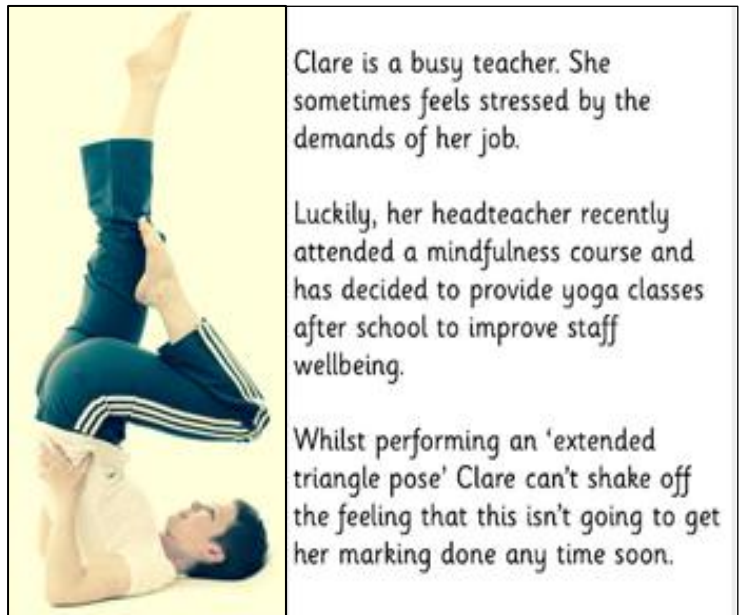 Clare is a busy teacher. She
sometimes feels stressed by the
demands of her job.
Luckily, her headteacher recently
attended a mindfulness course and
has decided to provide yoga classes
after school to improve staff
wellbeing.
Whilst performing an ‘extended
triangle pose’ Clare can’t shake off
the feeling that this isn’t going to get
her marking done any time soon.